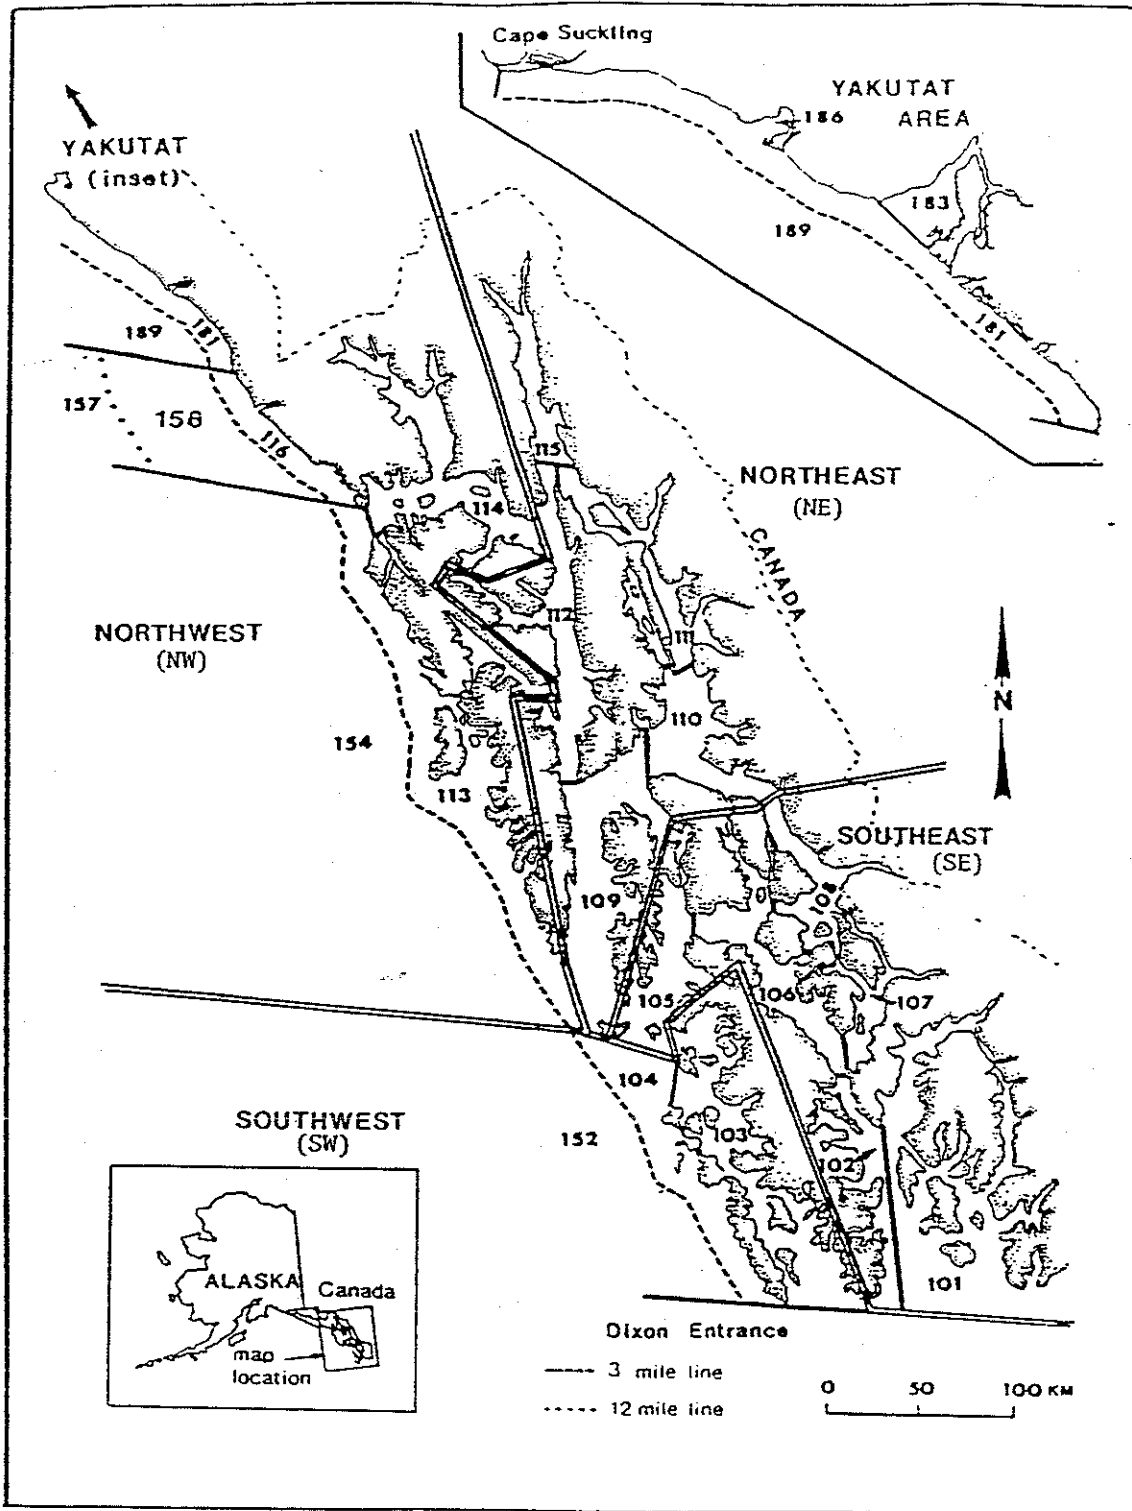 Cape Suckling
YAKUTAT
AREA
186
183
189
181
YAKUTAT
(inset)
189
181
157
156
116
115
114
NORTHEAST
(NE)
CANADA
112
111
NORTHWEST
(NW)
N
110
154
113
SOUTHEAST
(SE)
109
108
105
106
107
104
SOUTHWEST
(SW)
152
103
102
101
ALASKA
Canada
map
location
Dixon Entrance
3 mile line
12 mile line
0 50 100 KM